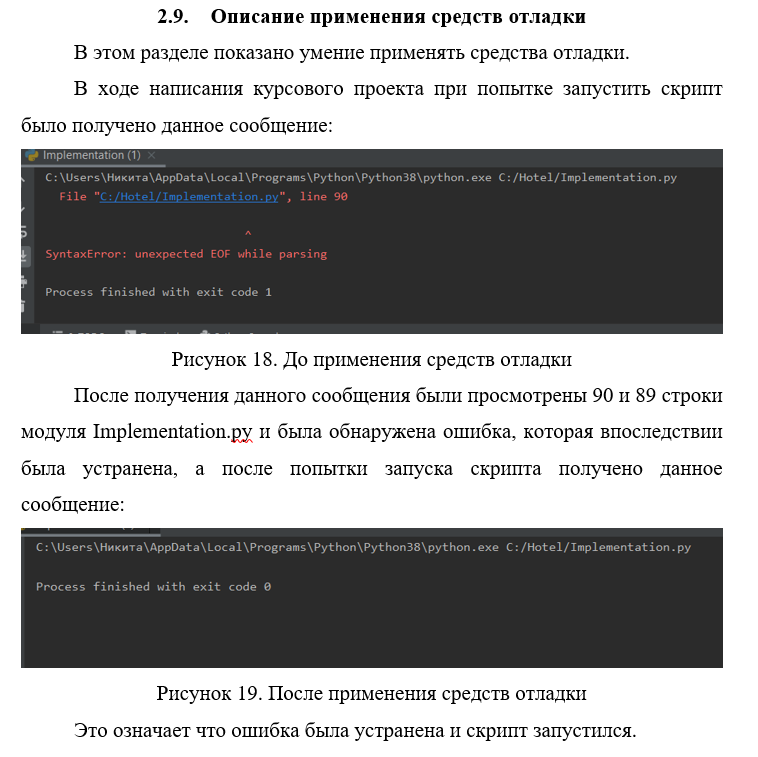 2.9. Описание применения средств отладки
В этом разделе показано умение применять средства отладки.
В ходе написания курсового проекта при попытке запустить скрипт
было получено данное сообщение:
Implementation (1) ×
C:\Users\Никита\AppData\Local\Programs\Python\Python38\python.exe C:/Hotel/Implementation.py
File "C:/Hotel/Implementation.py", line 90
^
SyntaxError: unexpected EOF while parsing
Process finished with exit code 1
Рисунок 18. До применения средств отладки
После получения данного сообщения были просмотрены 90 и 89 строки
модуля Implementation.py и была обнаружена ошибка, которая впоследствии
была устранена, а после попытки запуска скрипта получено данное
сообщение:
C:\Users\Никита\AppData\Local\Programs\Python\Python38\python.exe C:/Hotel/Implementation.py
Process finished with exit code 0
Рисунок 19. После применения средств отладки
Это означает что ошибка была устранена и скрипт запустился.